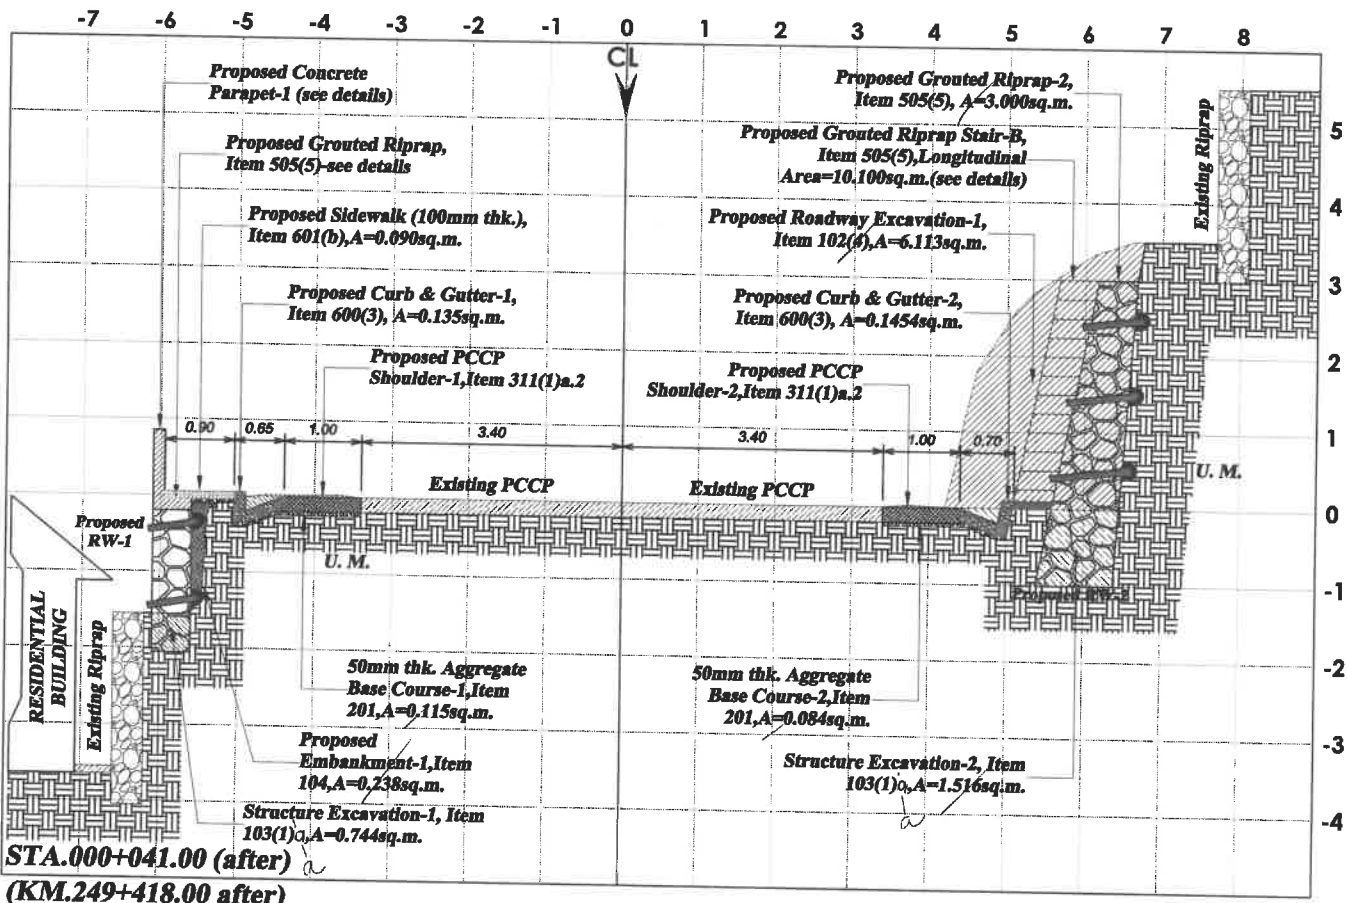 -7 -6 -5 -4 -3 -2 -1 0 1 2 3 4 5 6 7 8
CL
Proposed Concrete
Parapet-1 (see details)
Proposed Grouted Riprap,
Item 505(5)-see details
Proposed Sidewalk (100mm thk.),
Item 601(b),A=0.090sq.m.
Proposed Curb & Gutter-1,
Item 600(3), A=0.135sq.m.
Proposed PCCP
Shoulder-1,Item 311(1)a.2
Proposed Grouted Riprap-2,
Item 505(5), A=3.000sq.m.
Proposed Grouted Riprap Stair-B,
Item 505(5),Longitudinal
Area=10.100sq.m.(see details)
Proposed Roadway Excavation-1,
Item 102(4),A=6.113sq.m.
Proposed Curb & Gutter-2,
Item 600(3), A=0.1454sq.m.
Proposed PCCP
Shoulder-2,Item 311(1)a.2
Existing Riprap
5
4
3
2
1
0
-1
-2
-3
-4
0.90 0.65 1.00 3.40 3.40 1.00 0.70
Existing PCCP Existing PCCP
U. M.
Proposed
RW-1
U. M.
Proposed RW-2
RESIDENTIAL
BUILDING
Existing Riprap
50mm thk. Aggregate
Base Course-1,Item
201,A=0.115sq.m.
Proposed
Embankment-1,Item
104,A=0.238sq.m.
Structure Excavation-1, Item
103(1)a,A=0.744sq.m.
a
50mm thk. Aggregate
Base Course-2,Item
201,A=0.084sq.m.
Structure Excavation-2, Item
103(1)a,A=1.516sq.m.
a
STA.000+041.00 (after)
(KM.249+418.00 after)